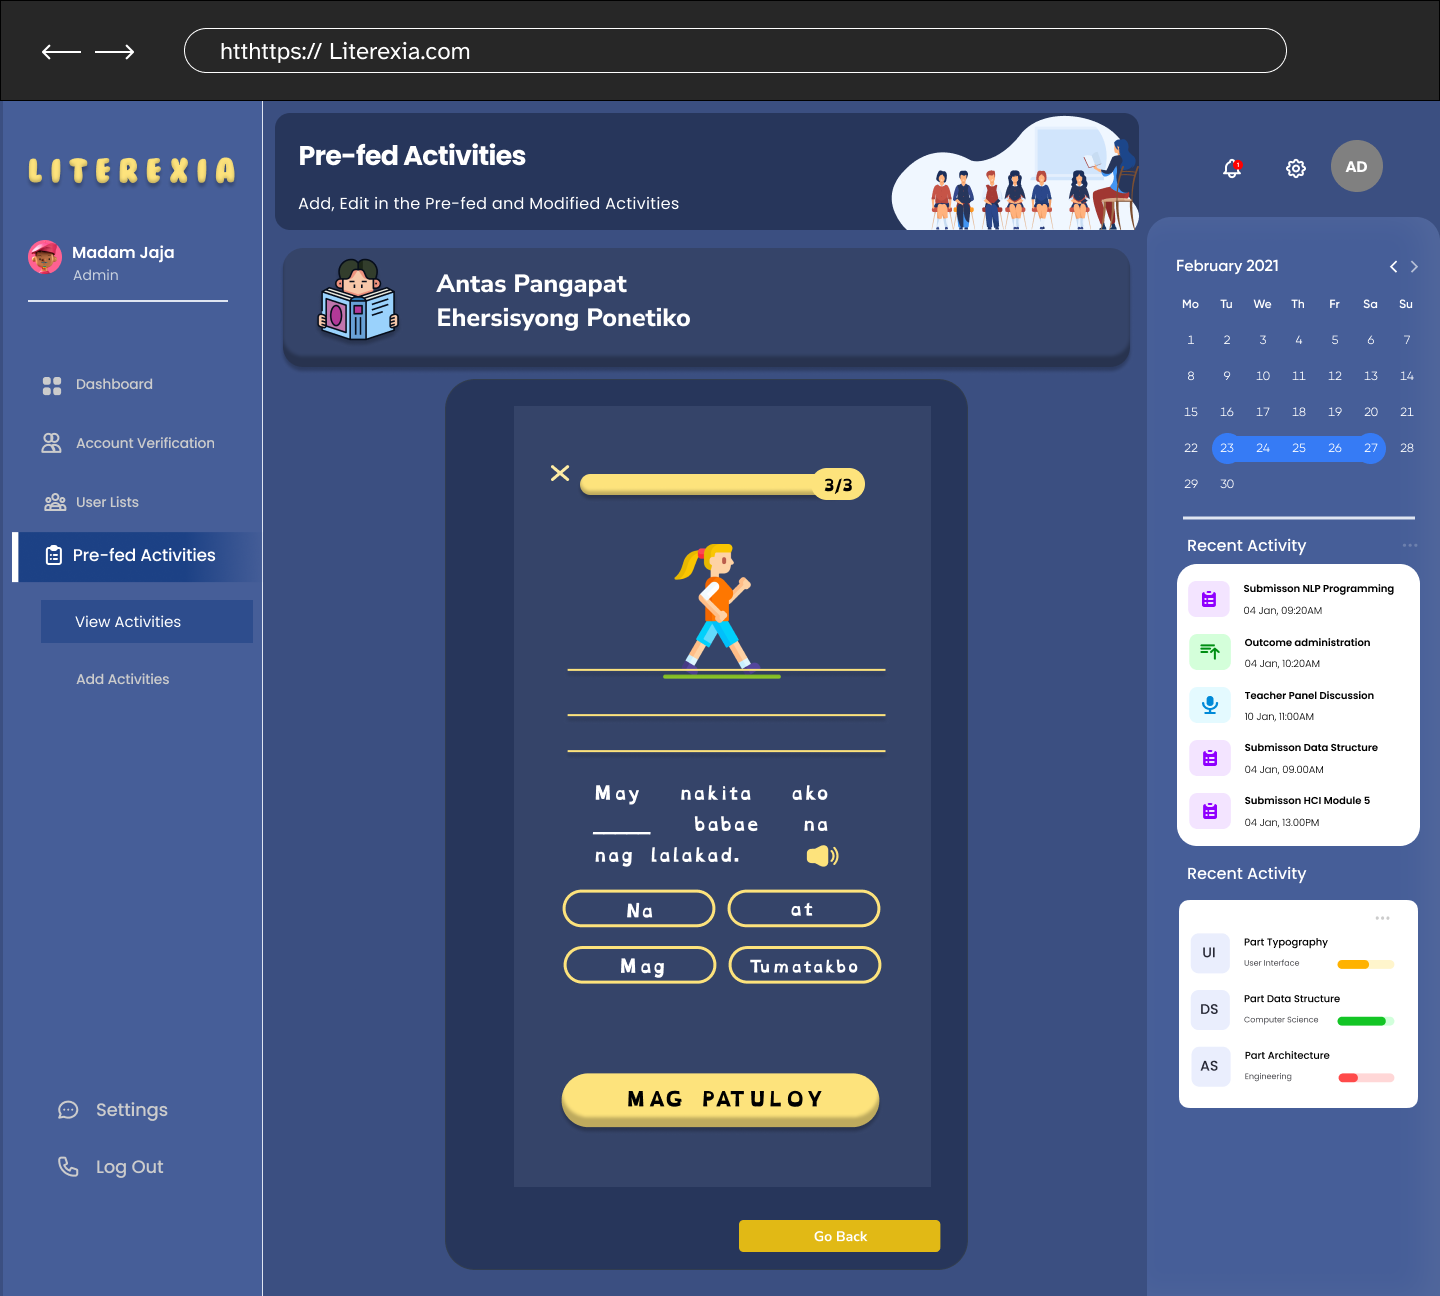 htthttps:// Literexia.com
LITEREXIA
Madam Jaja
Admin
Dashboard
Account Verification
User Lists
Pre-fed Activities
View Activities
Add Activities
Settings
Log Out
Pre-fed Activities
Add, Edit in the Pre-fed and Modified Activities
Antas Pangapat
Ehersisyong Ponetiko
3/3
May nakita ako
____ babae na
nag lalakad.
Na
at
Mag
Tumatakbo
MAG PATULOY
Go Back
1
AD
February 2021
Mo Tu We Th Fr Sa Su
1 2 3 4 5 6 7
8 9 10 11 12 13 14
15 16 17 18 19 20 21
22 23 24 25 26 27 28
29 30
Recent Activity
Submisson NLP Programming
04 Jan, 09:20AM
Outcome administration
04 Jan, 10:20AM
Teacher Panel Discussion
10 Jan, 11:00AM
Submisson Data Structure
04 Jan, 09.00AM
Submisson HCI Module 5
04 Jan, 13.00PM
Recent Activity
UI
Part Typography
User Interface
DS
Part Data Structure
Computer Science
AS
Part Architecture
Engineering